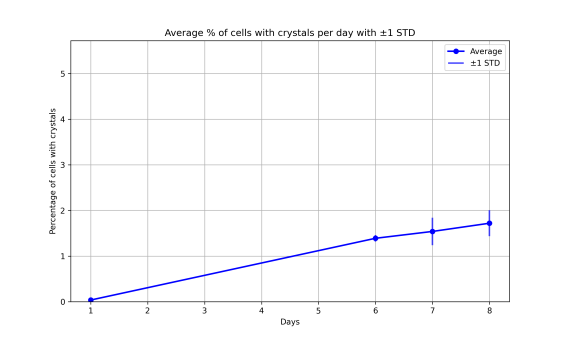 Average % of cells with crystals per day with ±1 STD
Average
±1 STD
Percentage of cells with crystals
5
4
3
2
1
0
1 2 3 4 5 6 7 8
Days